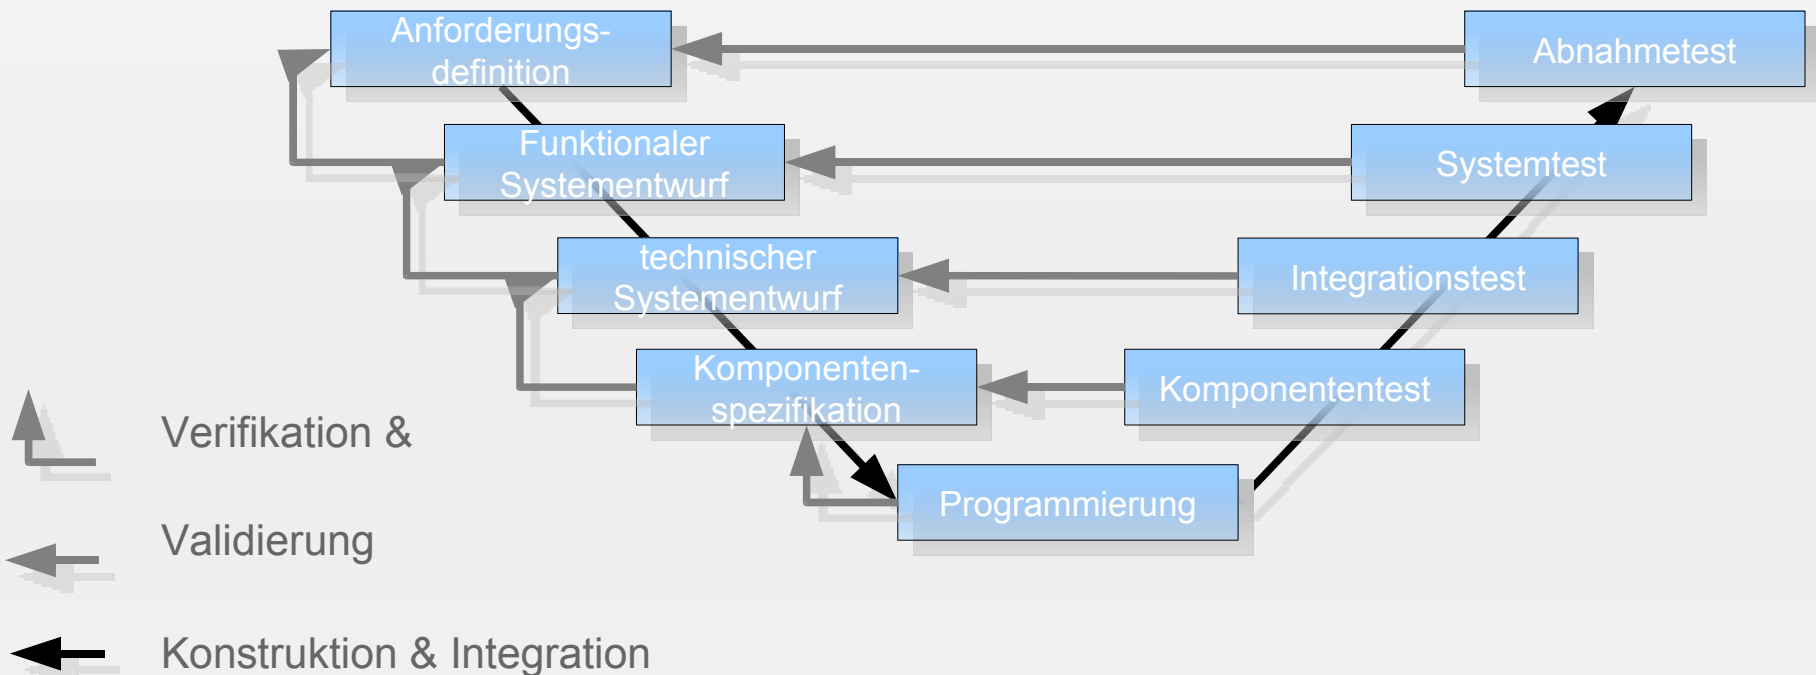 Anforderungs-
definition
Abnahmetest
Funktionaler
Systementwurf
Systemtest
technischer
Systementwurf
Integrationstest
Komponenten-
spezifikation
Komponententest
Programmierung
Verifikation &
Validierung
Konstruktion & Integration